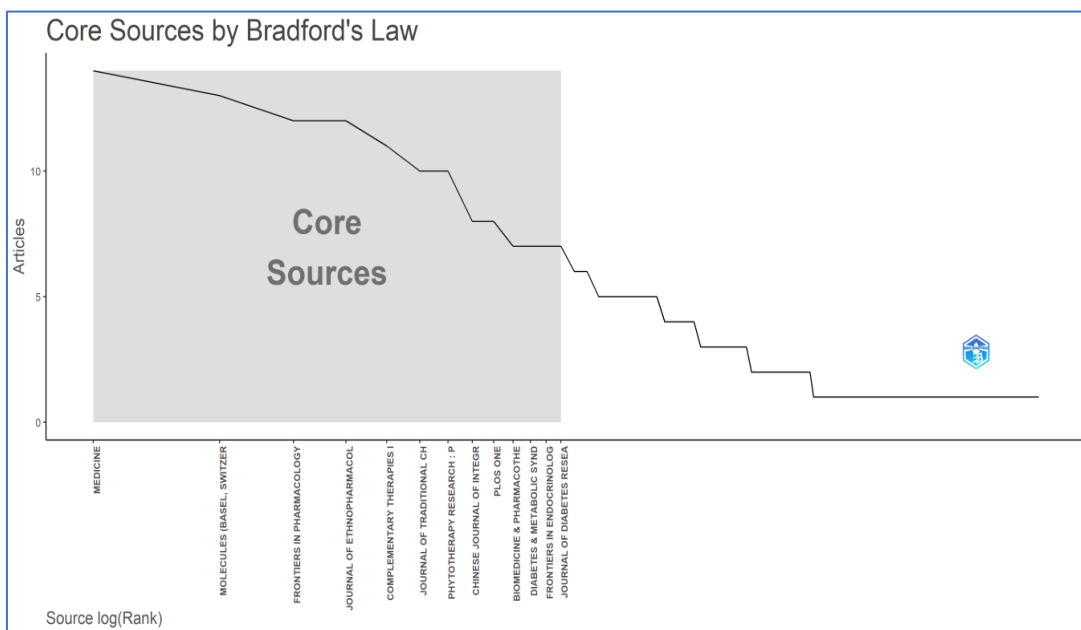 Core Sources by Bradford's Law
Articles
10
5
0
Core
Sources
MEDICINE
MOLECULES (BASEL, SWITZER
FRONTIERS IN PHARMACOLOGY
JOURNAL OF ETHNOPHARMACOL
COMPLEMENTARY THERAPIES I
JOURNAL OF TRADITIONAL CH
PHYTOTHERAPY RESEARCH : P
CHINESE JOURNAL OF INTEGR
PLOS ONE
BIOMEDICINE & PHARMACOTHE
DIABETES & METABOLIC SYND
FRONTIERS IN ENDOCRINOLOG
JOURNAL OF DIABETES RESEA
Source log(Rank)